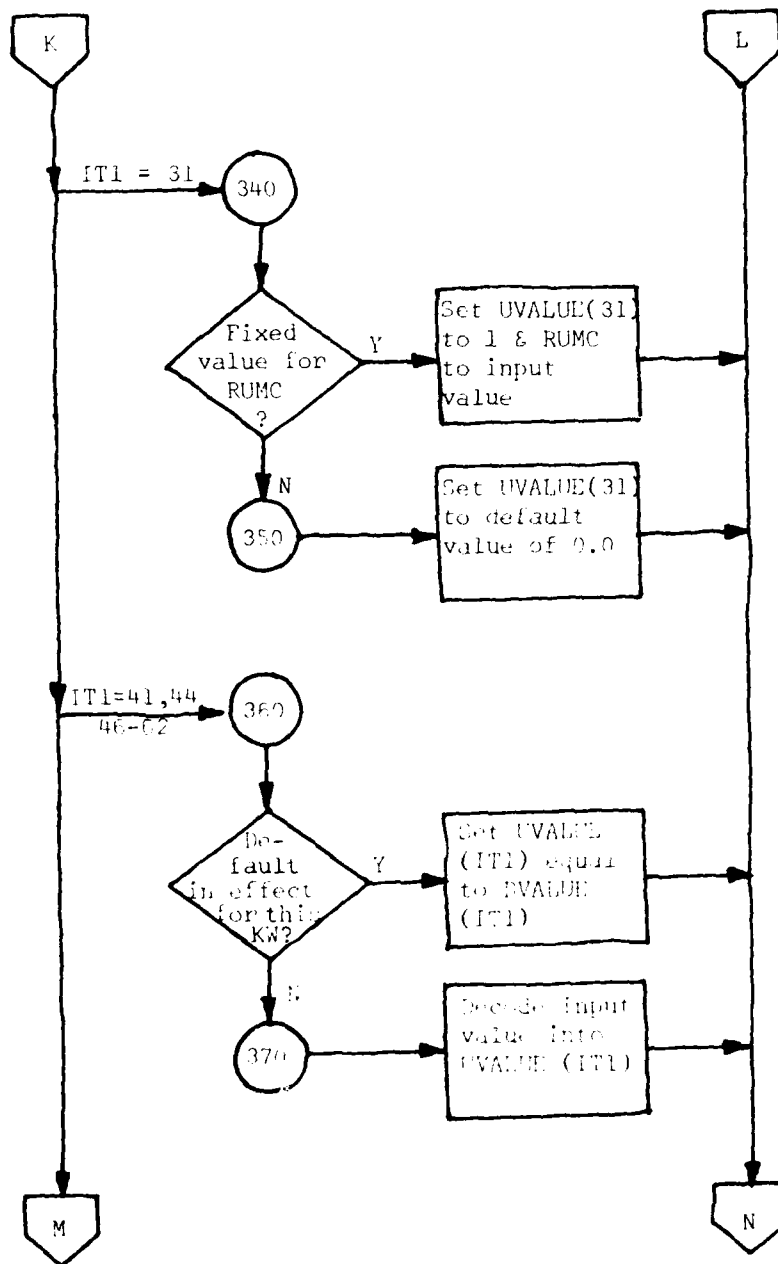 K
L
IT1 = 31
340
Fixed
value for
RUMC
?
Y
Set UVALUE(31)
to 1 & RUMC
to input
value
N
350
Set UVALUE(31)
to default
value of 0.0
IT1=41,44
46-62
360
De-
fault
in effect
for this
KW?
Y
Set UVALUE
(IT1) equal
to DVALUE
(IT1)
N
370
Decode input
value into
UVALUE (IT1)
M
N